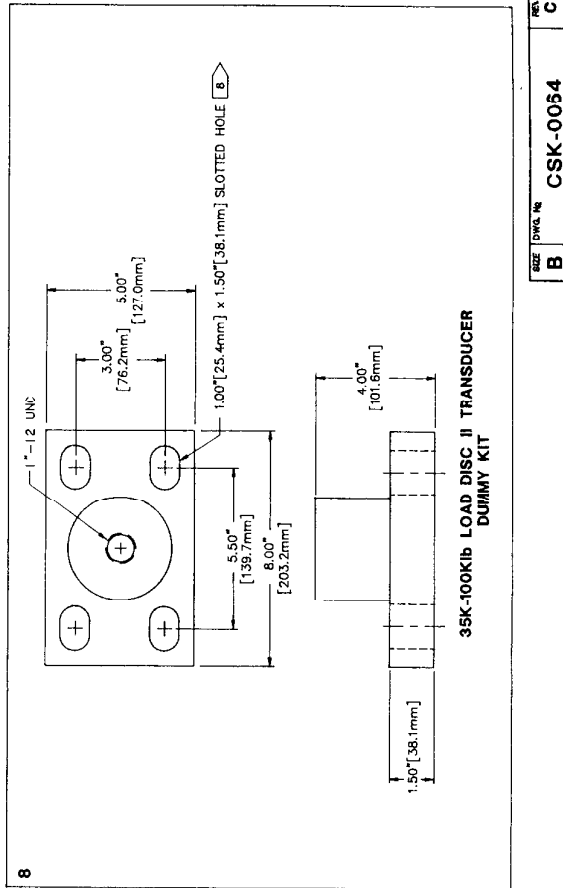 8
1"-12 UNC
3.00"
[76.2mm]
5.00"
[127.0mm]
1.00"[25.4mm] x 1.50"[38.1mm] SLOTTED HOLE 8
5.50"
[139.7mm]
8.00"
[203.2mm]
4.00"
[101.6mm]
1.50"[38.1mm]
35K-100Klb LOAD DISC II TRANSDUCER
DUMMY KIT
SIZE
B
DWG. No
CSK-0064
REV
C